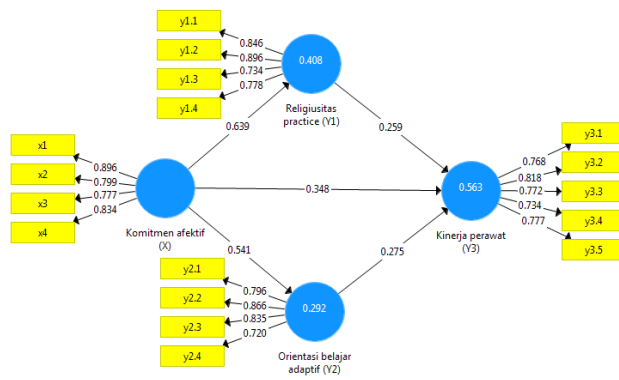 y1.1
y1.2
y1.3
y1.4
0.846
0.896
0.734
0.778
0.408
Religiusitas
practice (Y1)
0.639
0.259
x1
x2
x3
x4
0.896
0.799
0.777
0.834
Komitmen afektif
(X)
0.348
0.563
Kinerja perawat
(Y3)
0.768
0.818
0.772
0.734
0.777
y3.1
y3.2
y3.3
y3.4
y3.5
0.541
0.275
y2.1
y2.2
y2.3
y2.4
0.796
0.866
0.835
0.720
0.292
Orientasi belajar
adaptif (Y2)